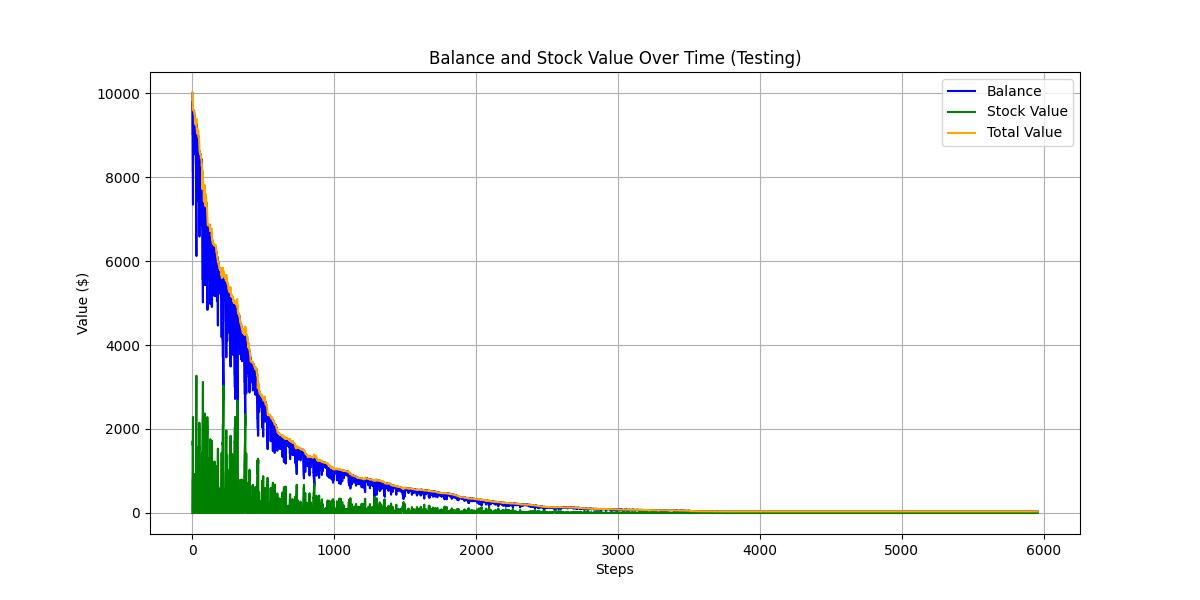 Balance and Stock Value Over Time (Testing)
Balance
Stock Value
Total Value
Value ($)
10000
8000
6000
4000
2000
0
0 1000 2000 3000 4000 5000 6000
Steps